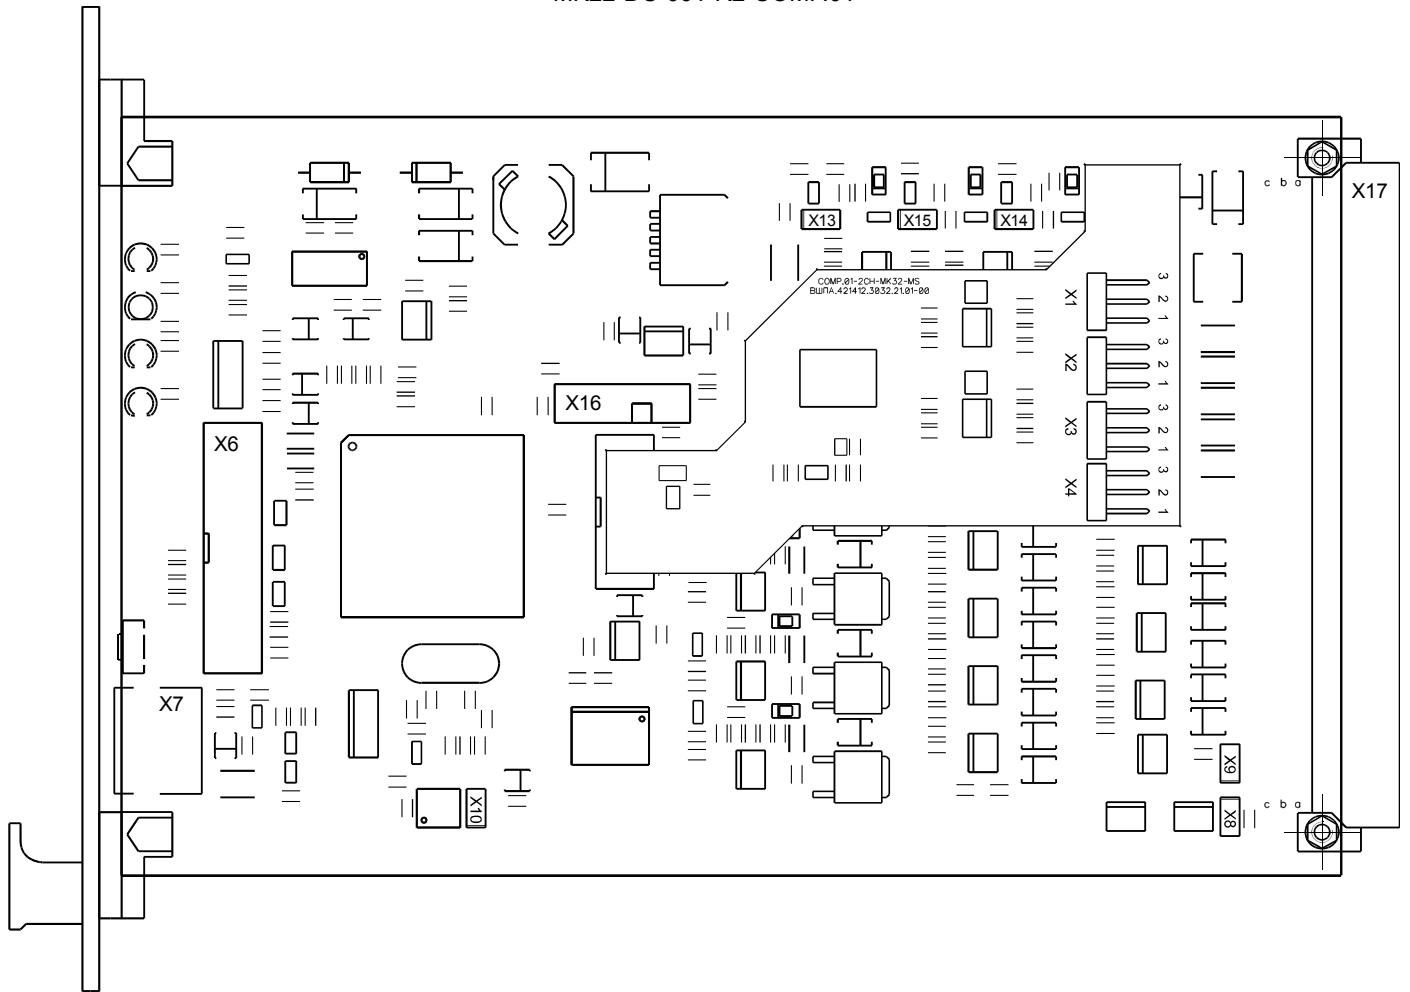 c b a
X17
X13
X15
X14
COMP.01-2CH-MK32-MS
ВШПА.421412.3032.21.01-00
X1
3
2
1
X2
3
2
1
X16
X3
3
2
1
X6
X4
3
2
1
X7
X9
X10
c b a
X8